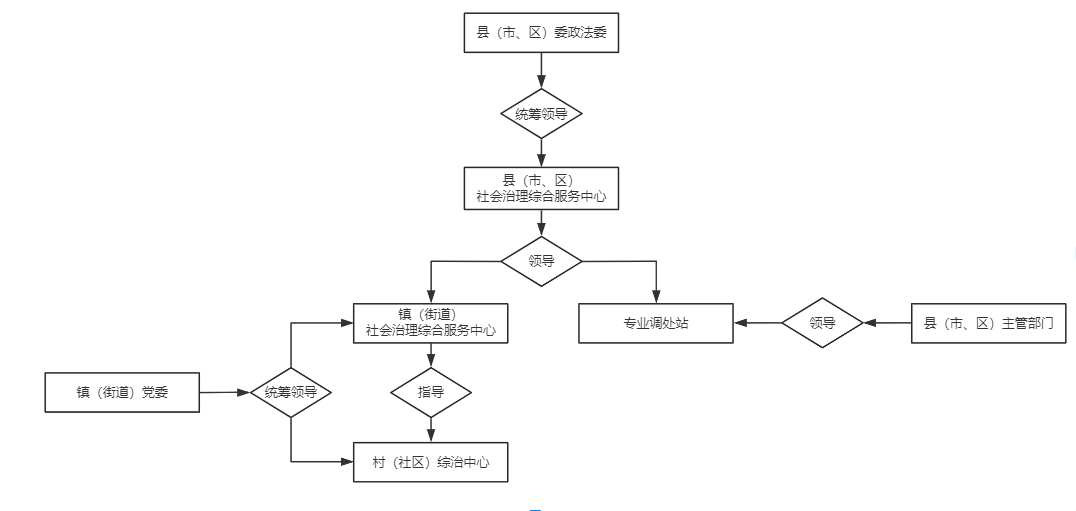 县（市、区）委政法委
统筹领导
县（市、区）
社会治理综合服务中心
领导
镇（街道）
社会治理综合服务中心
专业调处站
领导
县（市、区）主管部门
镇（街道）党委
统筹领导
指导
村（社区）综治中心